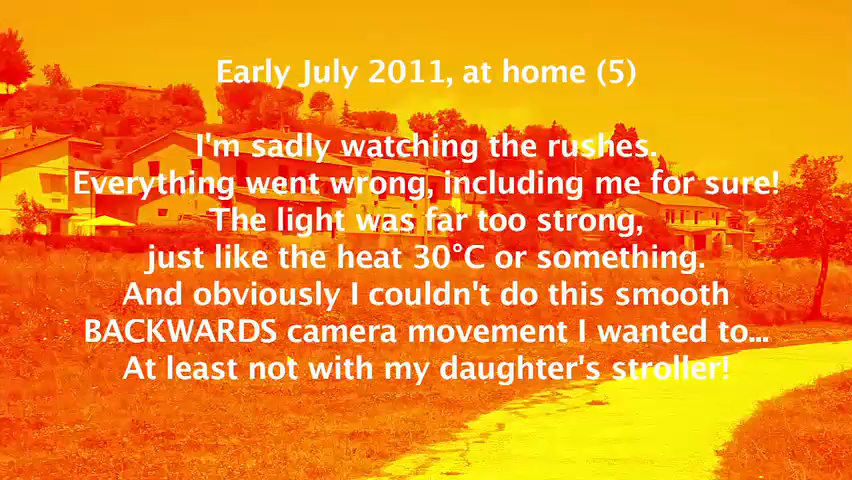 Early July 2011, at home (5)
I'm sadly watching the rushes.
Everything went wrong, including me for sure!
The light was far too strong,
just like the heat 30°C or something.
And obviously I couldn't do this smooth
BACKWARDS camera movement I wanted to...
At least not with my daughter's stroller!